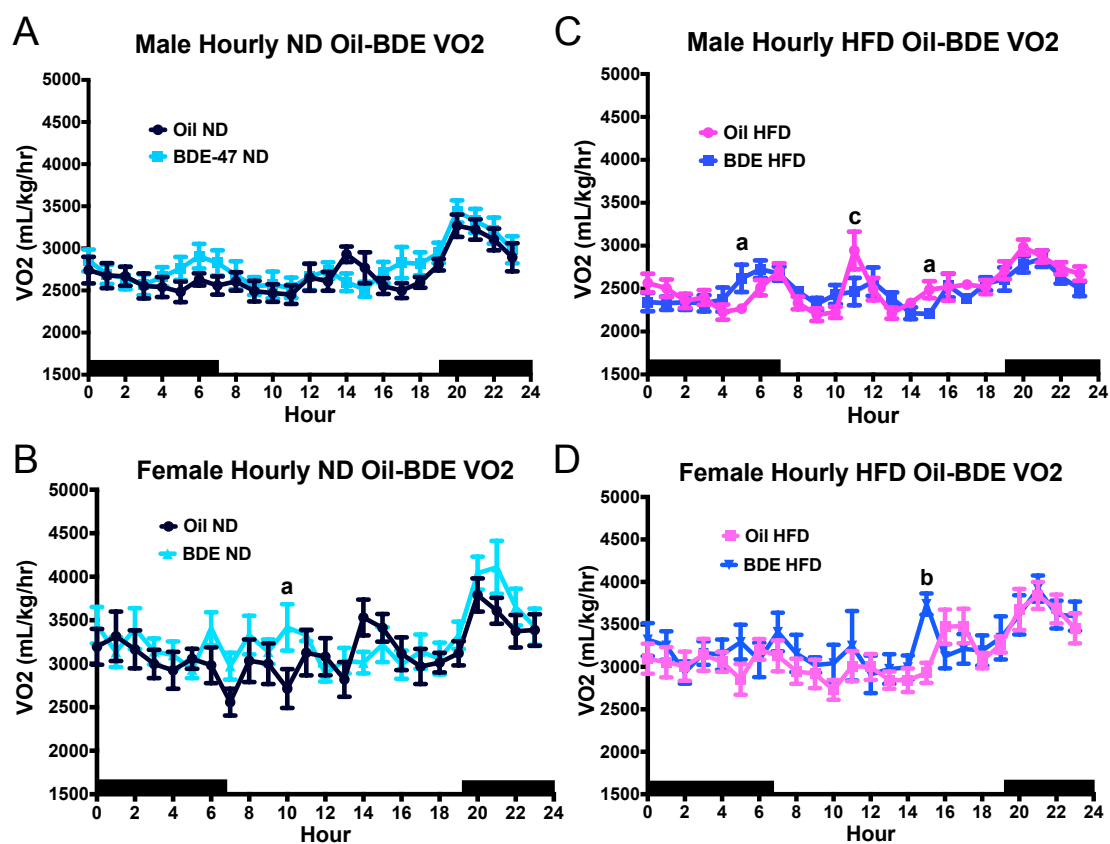 A
Male Hourly ND Oil-BDE VO2
VO2 (mL/kg/hr)
5000
4500
4000
3500
3000
2500
2000
1500
Oil ND
BDE-47 ND
0 2 4 6 8 10 12 14 16 18 20 22 24
Hour
C
Male Hourly HFD Oil-BDE VO2
VO2 (mL/kg/hr)
5000
4500
4000
3500
3000
2500
2000
1500
Oil HFD
BDE HFD
a
c
a
0 2 4 6 8 10 12 14 16 18 20 22 24
Hour
B
Female Hourly ND Oil-BDE VO2
VO2 (mL/kg/hr)
5000
4500
4000
3500
3000
2500
2000
1500
Oil ND
BDE ND
a
0 2 4 6 8 10 12 14 16 18 20 22 24
Hour
D
Female Hourly HFD Oil-BDE VO2
VO2 (mL/kg/hr)
5000
4500
4000
3500
3000
2500
2000
1500
Oil HFD
BDE HFD
b
0 2 4 6 8 10 12 14 16 18 20 22 24
Hour